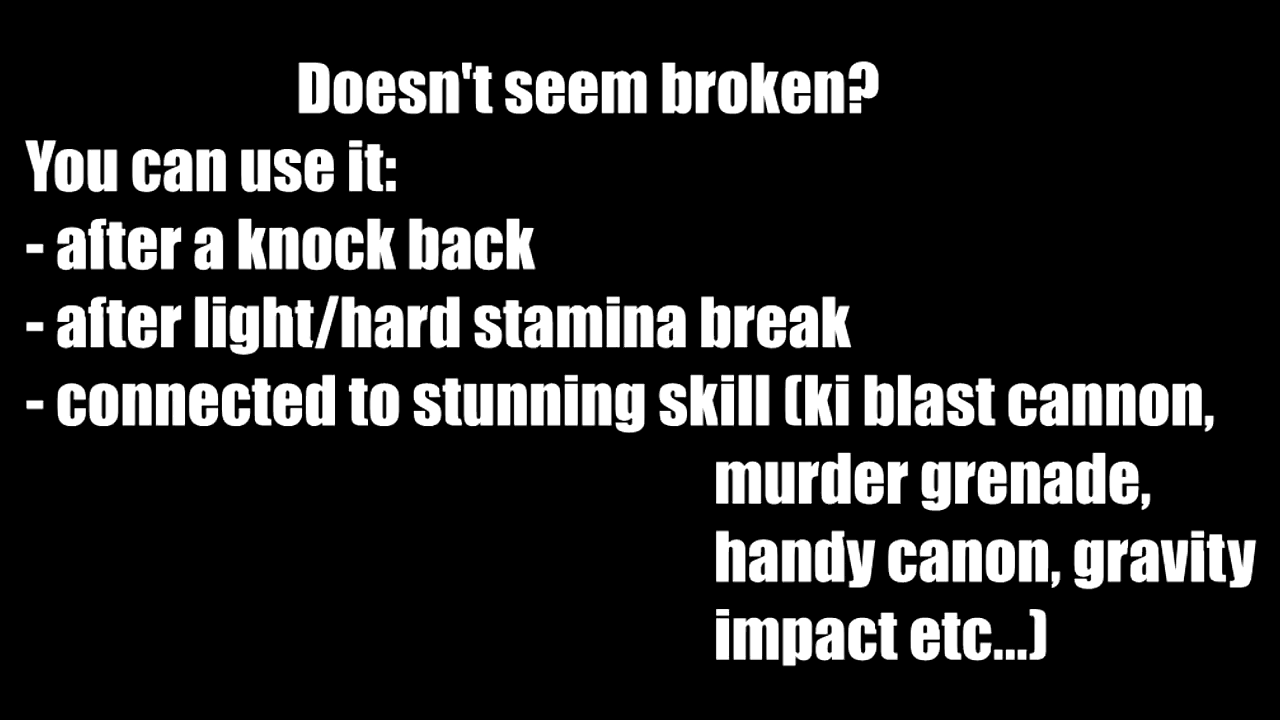 Doesn't seem broken?
You can use it:
- after a knock back
- after light/hard stamina break
- connected to stunning skill (ki blast cannon,
murder grenade,
handy canon, gravity
impact etc...)